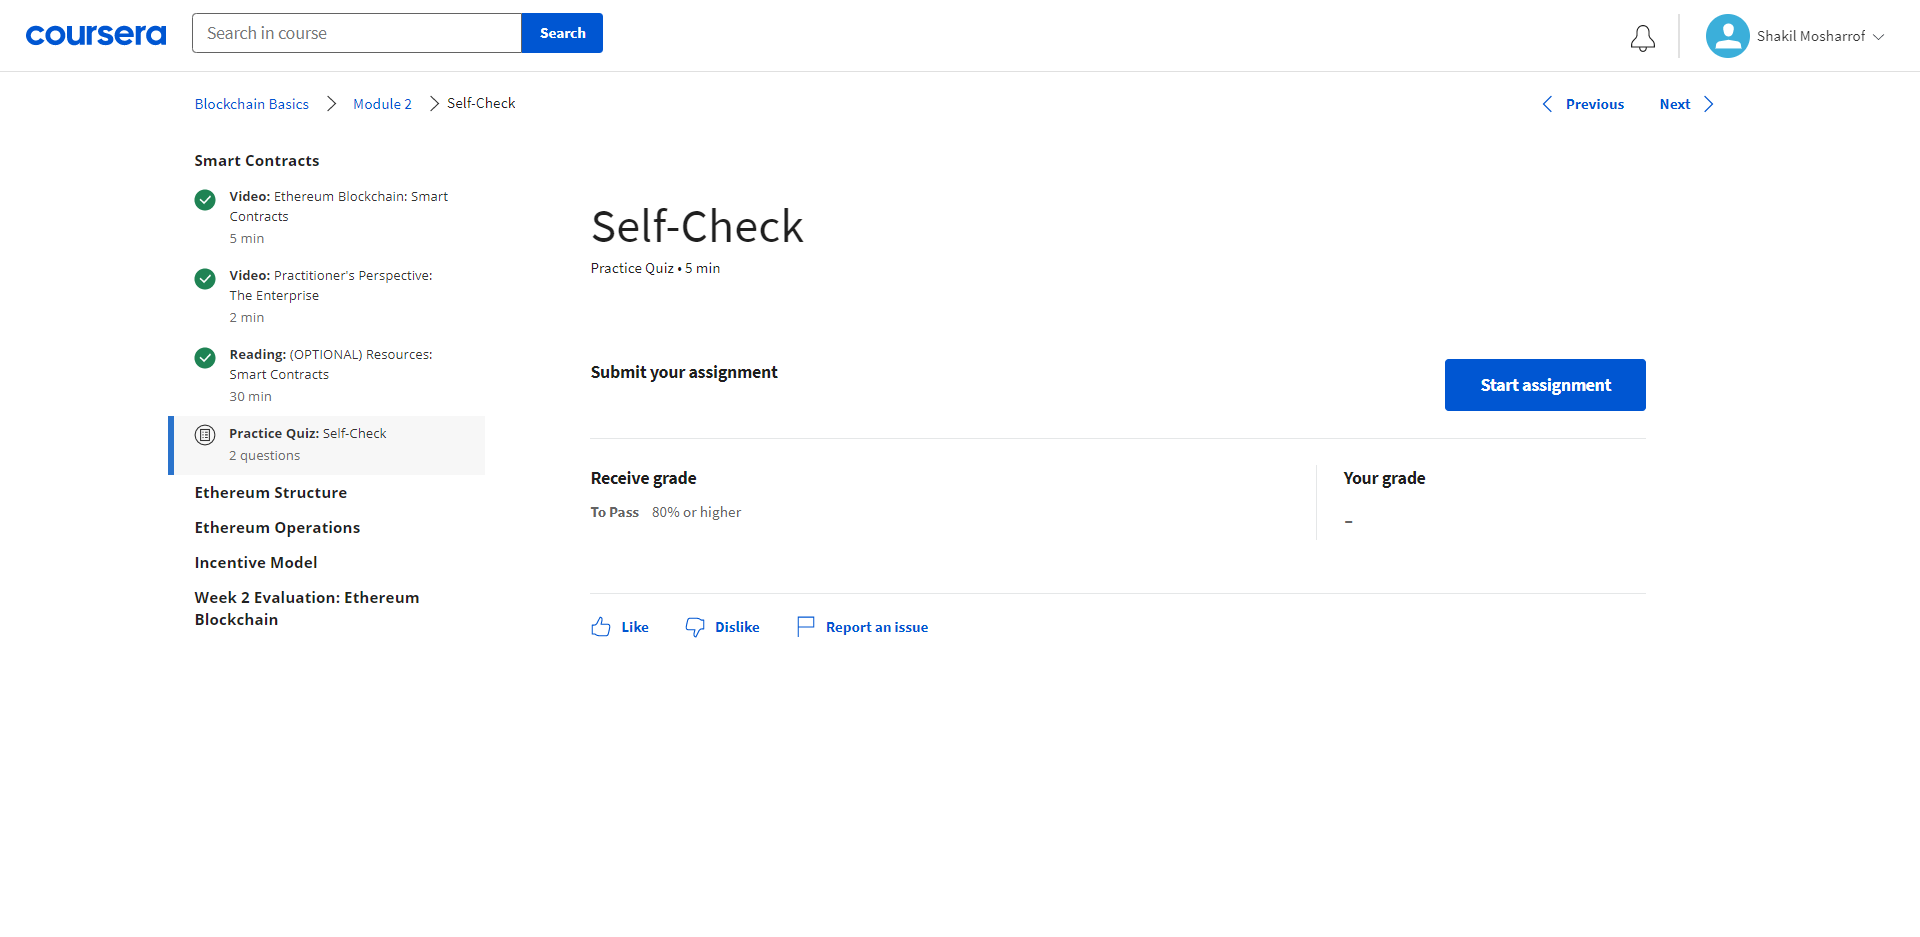 coursera
Search in course
Search
Shakil Mosharrof
Blockchain Basics
Module 2
Self-Check
Previous
Next
Smart Contracts
Video: Ethereum Blockchain: Smart
Contracts
5 min
Video: Practitioner's Perspective:
The Enterprise
2 min
Reading: (OPTIONAL) Resources:
Smart Contracts
30 min
Practice Quiz: Self-Check
2 questions
Ethereum Structure
Ethereum Operations
Incentive Model
Week 2 Evaluation: Ethereum
Blockchain
Self-Check
Practice Quiz • 5 min
Submit your assignment
Start assignment
Receive grade
To Pass 80% or higher
Your grade
–
Like
Dislike
Report an issue